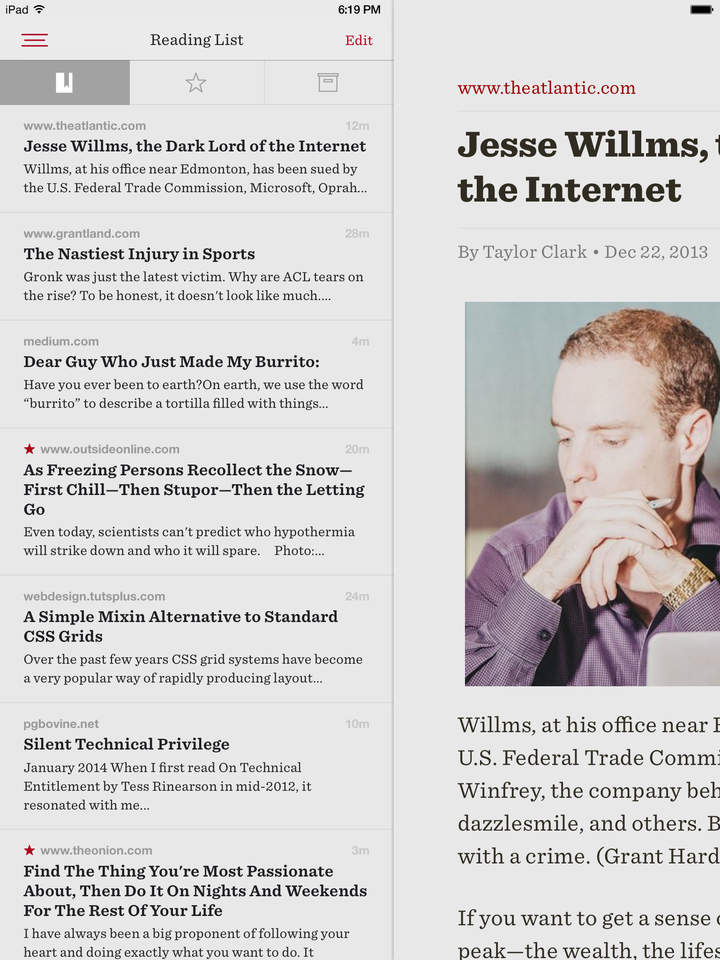 iPad
6:19 PM
Reading List
Edit
www.theatlantic.com 12m
Jesse Willms, the Dark Lord of the Internet
Willms, at his office near Edmonton, has been sued by
the U.S. Federal Trade Commission, Microsoft, Oprah...
www.grantland.com 28m
The Nastiest Injury in Sports
Gronk was just the latest victim. Why are ACL tears on
the rise? To be honest, it doesn't look like much....
medium.com 4m
Dear Guy Who Just Made My Burrito:
Have you ever been to earth?On earth, we use the word
“burrito” to describe a tortilla filled with things...
www.outsideonline.com 20m
As Freezing Persons Recollect the Snow—
First Chill—Then Stupor—Then the Letting
Go
Even today, scientists can't predict who hypothermia
will strike down and who it will spare. Photo:...
webdesign.tutsplus.com 24m
A Simple Mixin Alternative to Standard
CSS Grids
Over the past few years CSS grid systems have become
a very popular way of rapidly producing layout...
pgbovine.net 10m
Silent Technical Privilege
January 2014 When I first read On Technical
Entitlement by Tess Rinearson in mid-2012, it
resonated with me...
www.theonion.com 3m
Find The Thing You're Most Passionate
About, Then Do It On Nights And Weekends
For The Rest Of Your Life
I have always been a big proponent of following your
heart and doing exactly what you want to do. It
www.theatlantic.com
Jesse Willms, t
the Internet
By Taylor Clark • Dec 22, 2013
Willms, at his office near E
U.S. Federal Trade Commi
Winfrey, the company beh
dazzlesmile, and others. B
with a crime. (Grant Hard
If you want to get a sense o
peak—the wealth, the lifes